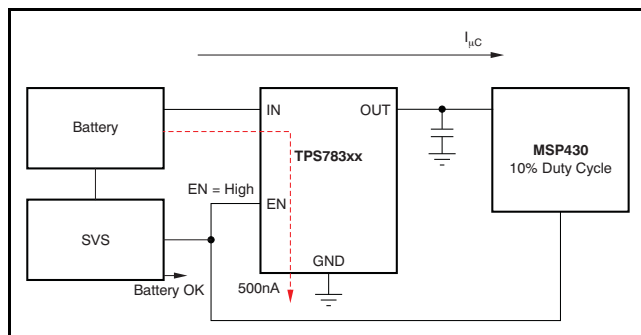 IμC
IN
OUT
Battery
TPS783xx
MSP430
10% Duty Cycle
EN = High
EN
SVS
GND
Battery OK
500nA